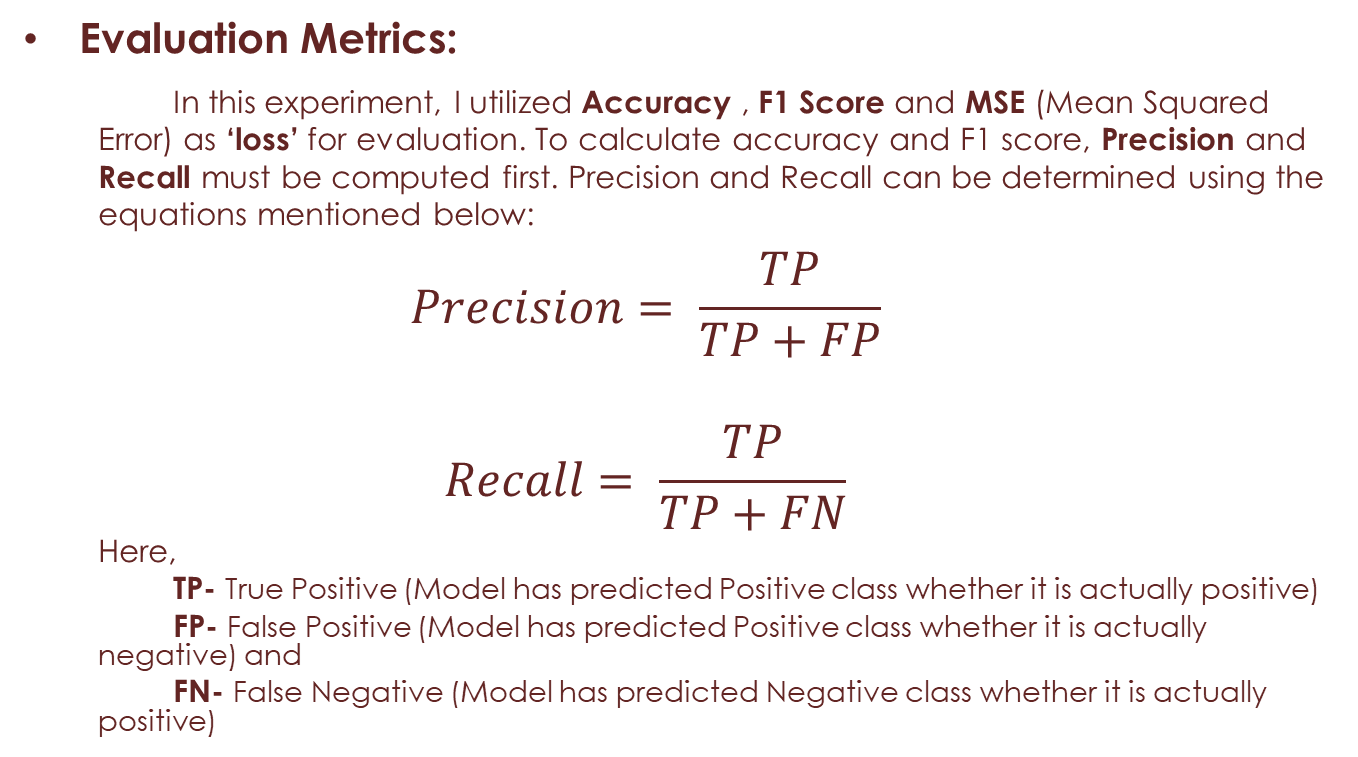 • Evaluation Metrics:
In this experiment, I utilized Accuracy , F1 Score and MSE (Mean Squared
Error) as ‘loss’ for evaluation. To calculate accuracy and F1 score, Precision and
Recall must be computed first. Precision and Recall can be determined using the
equations mentioned below:
TP
Precision =
TP + FP
TP
Recall =
TP + FN
Here,
TP- True Positive (Model has predicted Positive class whether it is actually positive)
FP- False Positive (Model has predicted Positive class whether it is actually
negative) and
FN- False Negative (Model has predicted Negative class whether it is actually
positive)